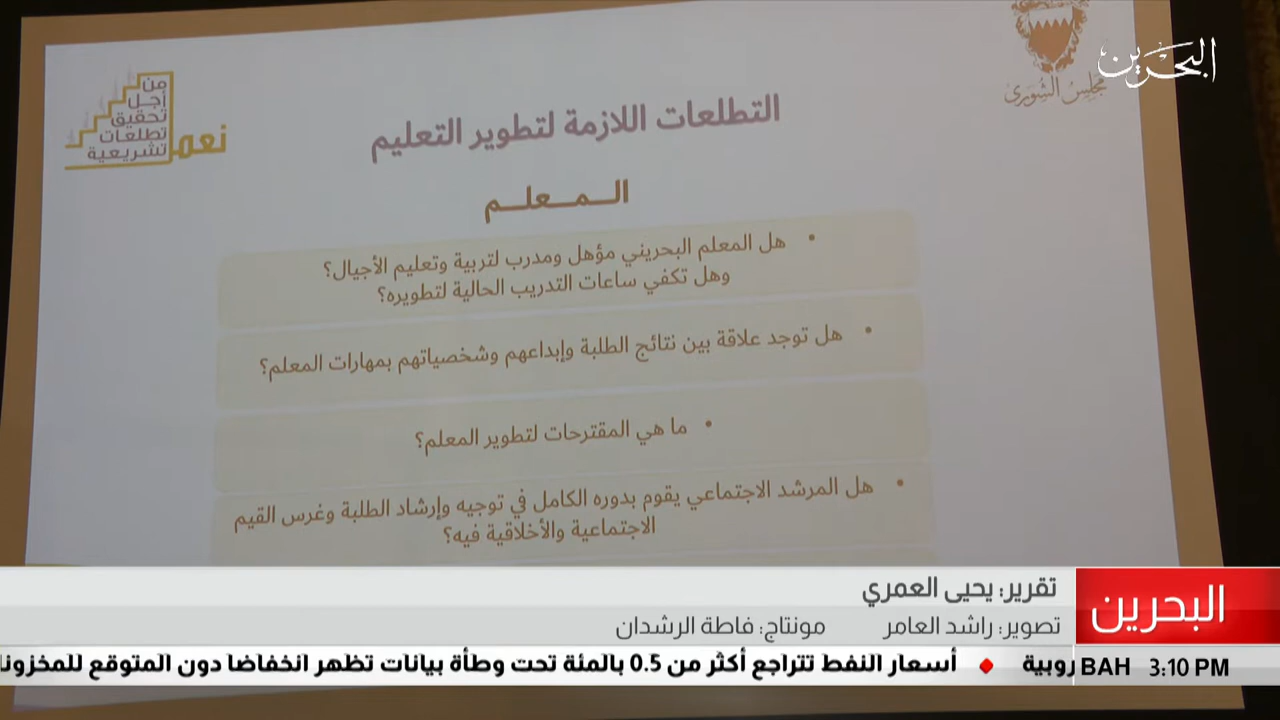 البحرين
مجلس الشورى
من
أجل
تحقيق
تطلعات
تشريعية
نعم
التطلعات اللازمة لتطوير التعليم
الـمـعـلـم
• هل المعلم البحريني مؤهل ومدرب لتربية وتعليم الأجيال؟
وهل تكفي ساعات التدريب الحالية لتطويره؟
• هل توجد علاقة بين نتائج الطلبة وإبداعهم وشخصياتهم بمهارات المعلم؟
• ما هي المقترحات لتطوير المعلم؟
• هل المرشد الاجتماعي يقوم بدوره الكامل في توجيه وإرشاد الطلبة وغرس القيم
الاجتماعية والأخلاقية فيه؟
البحرين
تقرير: يحيى العمري
تصوير: راشد العامر مونتاج: فاطة الرشدان
BAH 3:10 PM
روبية ♦ أسعار النفط تتراجع أكثر من 0.5 بالمئة تحت وطأة بيانات تظهر انخفاضا دون المتوقع للمخزونا